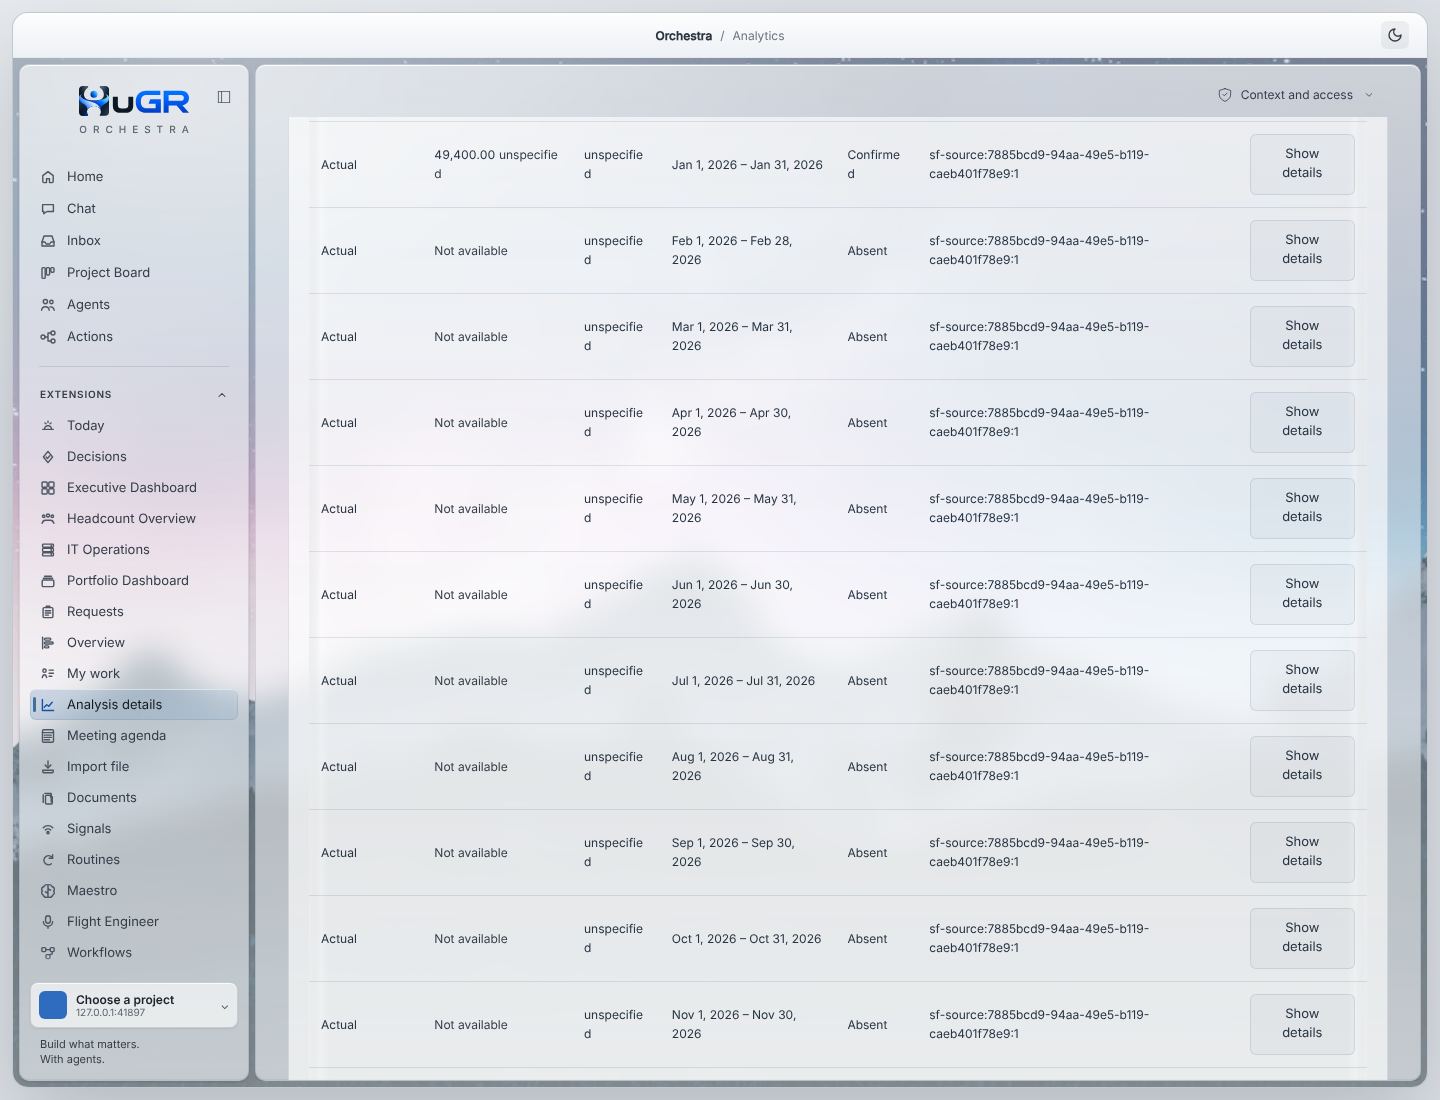 Orchestra / Analytics
HuGR
ORCHESTRA
Context and access
Home
Chat
Inbox
Project Board
Agents
Actions
EXTENSIONS
Today
Decisions
Executive Dashboard
Headcount Overview
IT Operations
Portfolio Dashboard
Requests
Overview
My work
Analysis details
Meeting agenda
Import file
Documents
Signals
Routines
Maestro
Flight Engineer
Workflows
Choose a project
127.0.0.1:41897
Build what matters.
With agents.
Actual 49,400.00 unspecifie unspecifie Jan 1, 2026 – Jan 31, 2026 Confirme sf-source:7885bcd9-94aa-49e5-b119- Show
d d d caeb401f78e9:1 details
Actual Not available unspecifie Feb 1, 2026 – Feb 28, Absent sf-source:7885bcd9-94aa-49e5-b119- Show
d 2026 caeb401f78e9:1 details
Actual Not available unspecifie Mar 1, 2026 – Mar 31, Absent sf-source:7885bcd9-94aa-49e5-b119- Show
d 2026 caeb401f78e9:1 details
Actual Not available unspecifie Apr 1, 2026 – Apr 30, Absent sf-source:7885bcd9-94aa-49e5-b119- Show
d 2026 caeb401f78e9:1 details
Actual Not available unspecifie May 1, 2026 – May 31, Absent sf-source:7885bcd9-94aa-49e5-b119- Show
d 2026 caeb401f78e9:1 details
Actual Not available unspecifie Jun 1, 2026 – Jun 30, Absent sf-source:7885bcd9-94aa-49e5-b119- Show
d 2026 caeb401f78e9:1 details
Actual Not available unspecifie Jul 1, 2026 – Jul 31, 2026 Absent sf-source:7885bcd9-94aa-49e5-b119- Show
d caeb401f78e9:1 details
Actual Not available unspecifie Aug 1, 2026 – Aug 31, Absent sf-source:7885bcd9-94aa-49e5-b119- Show
d 2026 caeb401f78e9:1 details
Actual Not available unspecifie Sep 1, 2026 – Sep 30, Absent sf-source:7885bcd9-94aa-49e5-b119- Show
d 2026 caeb401f78e9:1 details
Actual Not available unspecifie Oct 1, 2026 – Oct 31, 2026 Absent sf-source:7885bcd9-94aa-49e5-b119- Show
d caeb401f78e9:1 details
Actual Not available unspecifie Nov 1, 2026 – Nov 30, Absent sf-source:7885bcd9-94aa-49e5-b119- Show
d 2026 caeb401f78e9:1 details